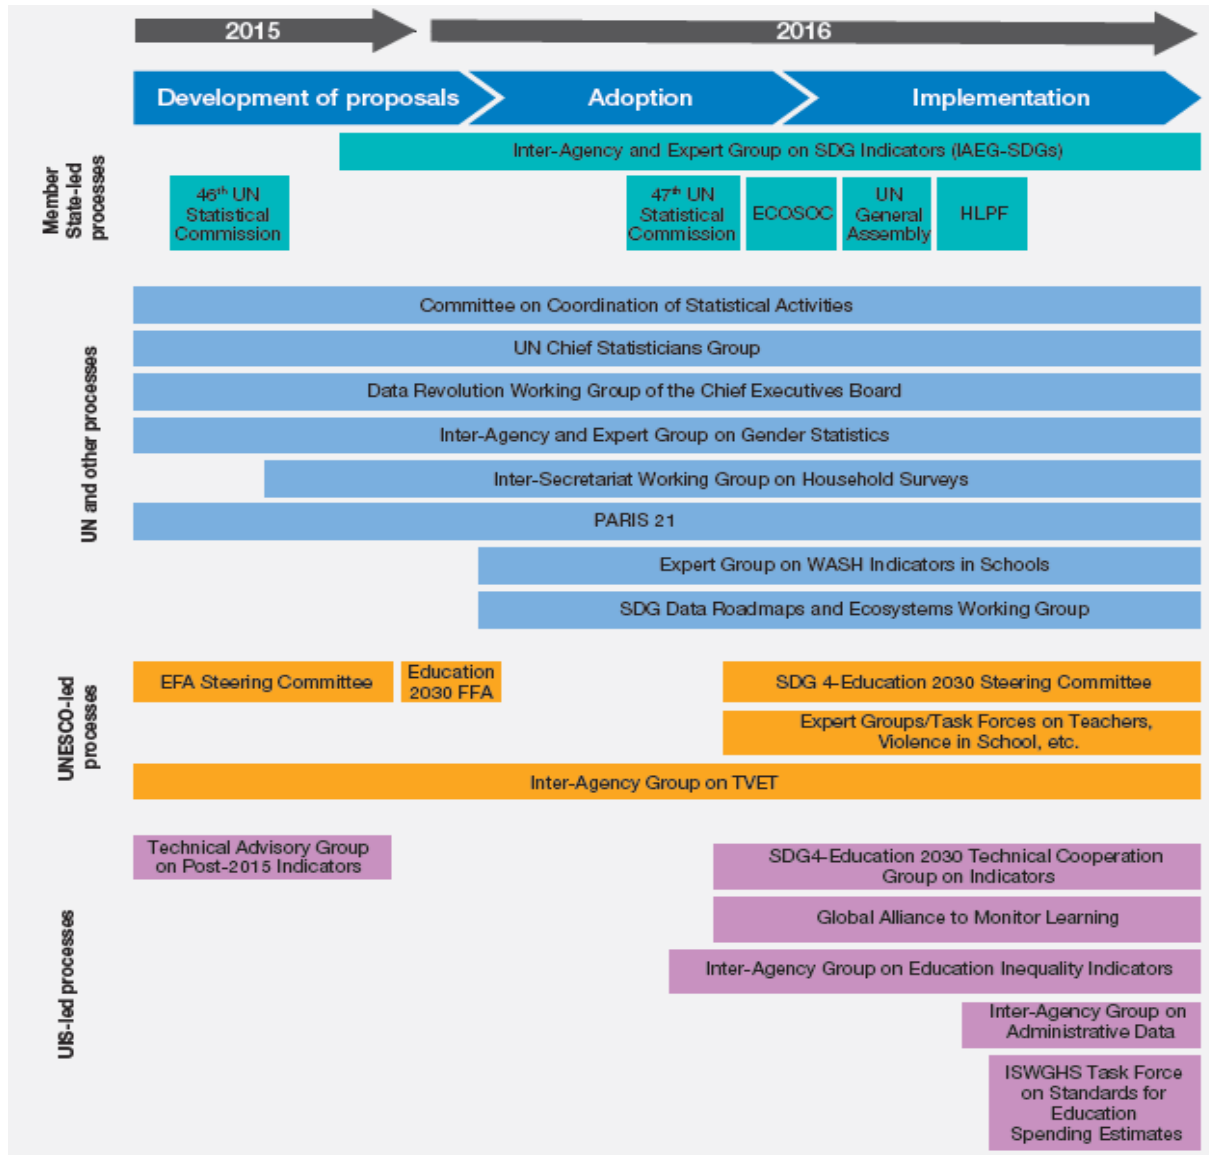 2015
2016
Development of proposals
Adoption
Implementation
Member
State-led
processes
Inter-Agency and Expert Group on SDG Indicators (IAEG-SDGs)
46th UN
Statistical
Commission
47th UN
Statistical
Commission
ECOSOC
UN
General
Assembly
HLPF
UN and other processes
Committee on Coordination of Statistical Activities
UN Chief Statisticians Group
Data Revolution Working Group of the Chief Executives Board
Inter-Agency and Expert Group on Gender Statistics
Inter-Secretariat Working Group on Household Surveys
PARIS 21
Expert Group on WASH Indicators in Schools
SDG Data Roadmaps and Ecosystems Working Group
UNESCO-led
processes
EFA Steering Committee
Education
2030 FFA
SDG 4-Education 2030 Steering Committee
Expert Groups/Task Forces on Teachers,
Violence in School, etc.
Inter-Agency Group on TVET
UIS-led processes
Technical Advisory Group
on Post-2015 Indicators
SDG4-Education 2030 Technical Cooperation
Group on Indicators
Global Alliance to Monitor Learning
Inter-Agency Group on Education Inequality Indicators
Inter-Agency Group on
Administrative Data
ISWGHS Task Force
on Standards for
Education
Spending Estimates